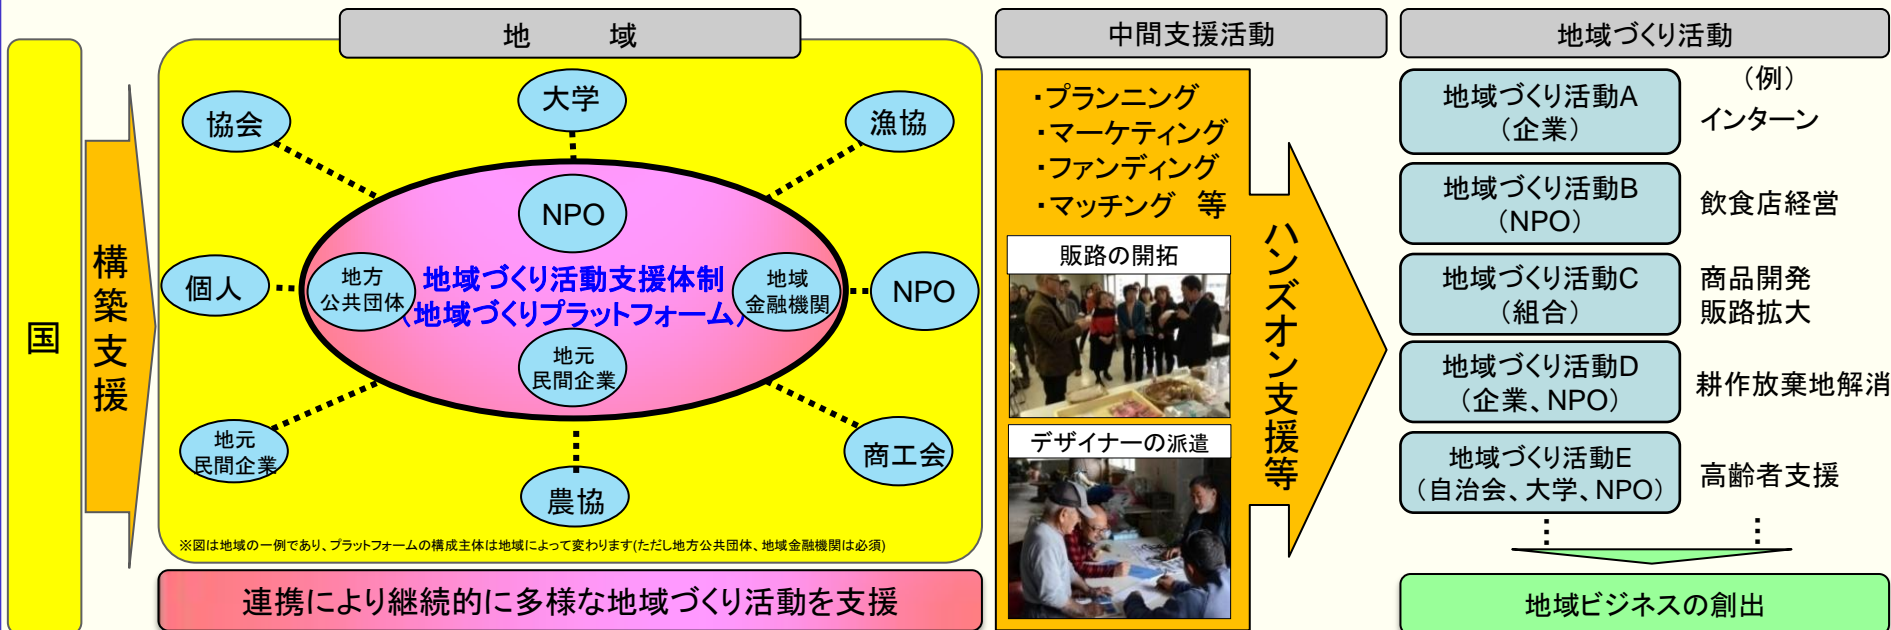 国
構築支援
地　域
協会
大学
漁協
個人
NPO
地方
公共団体
地域づくり活動支援体制
（地域づくりプラットフォーム）
地域
金融機関
NPO
地元
民間企業
地元
民間企業
農協
商工会
※図は地域の一例であり、プラットフォームの構成主体は地域によって変わります(ただし地方公共団体、地域金融機関は必須)
連携により継続的に多様な地域づくり活動を支援
中間支援活動
・プランニング
・マーケティング
・ファンディング
・マッチング　等
販路の開拓
デザイナーの派遣
ハンズオン支援等
地域づくり活動
（例）
地域づくり活動A
（企業）
インターン
地域づくり活動B
（NPO）
飲食店経営
地域づくり活動C
（組合）
商品開発
販路拡大
地域づくり活動D
（企業、NPO）
耕作放棄地解消
地域づくり活動E
（自治会、大学、NPO）
高齢者支援
地域ビジネスの創出